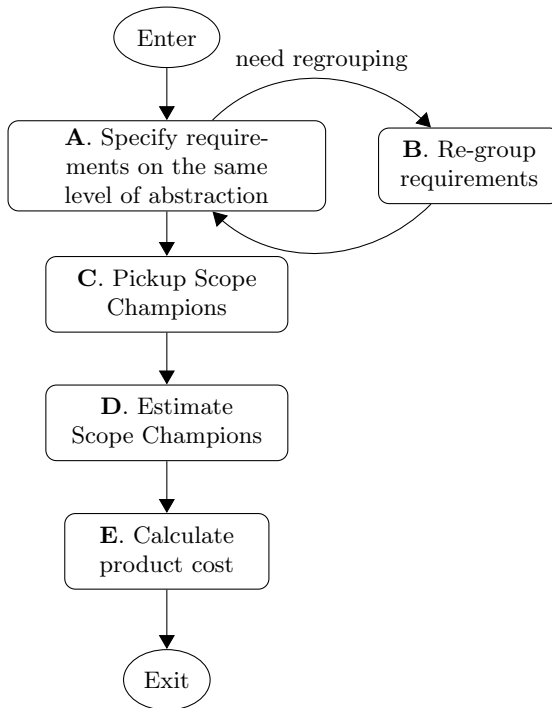 Enter
need regrouping
A. Specify require-
ments on the same
level of abstraction
B. Re-group
requirements
C. Pickup Scope
Champions
D. Estimate
Scope Champions
E. Calculate
product cost
Exit